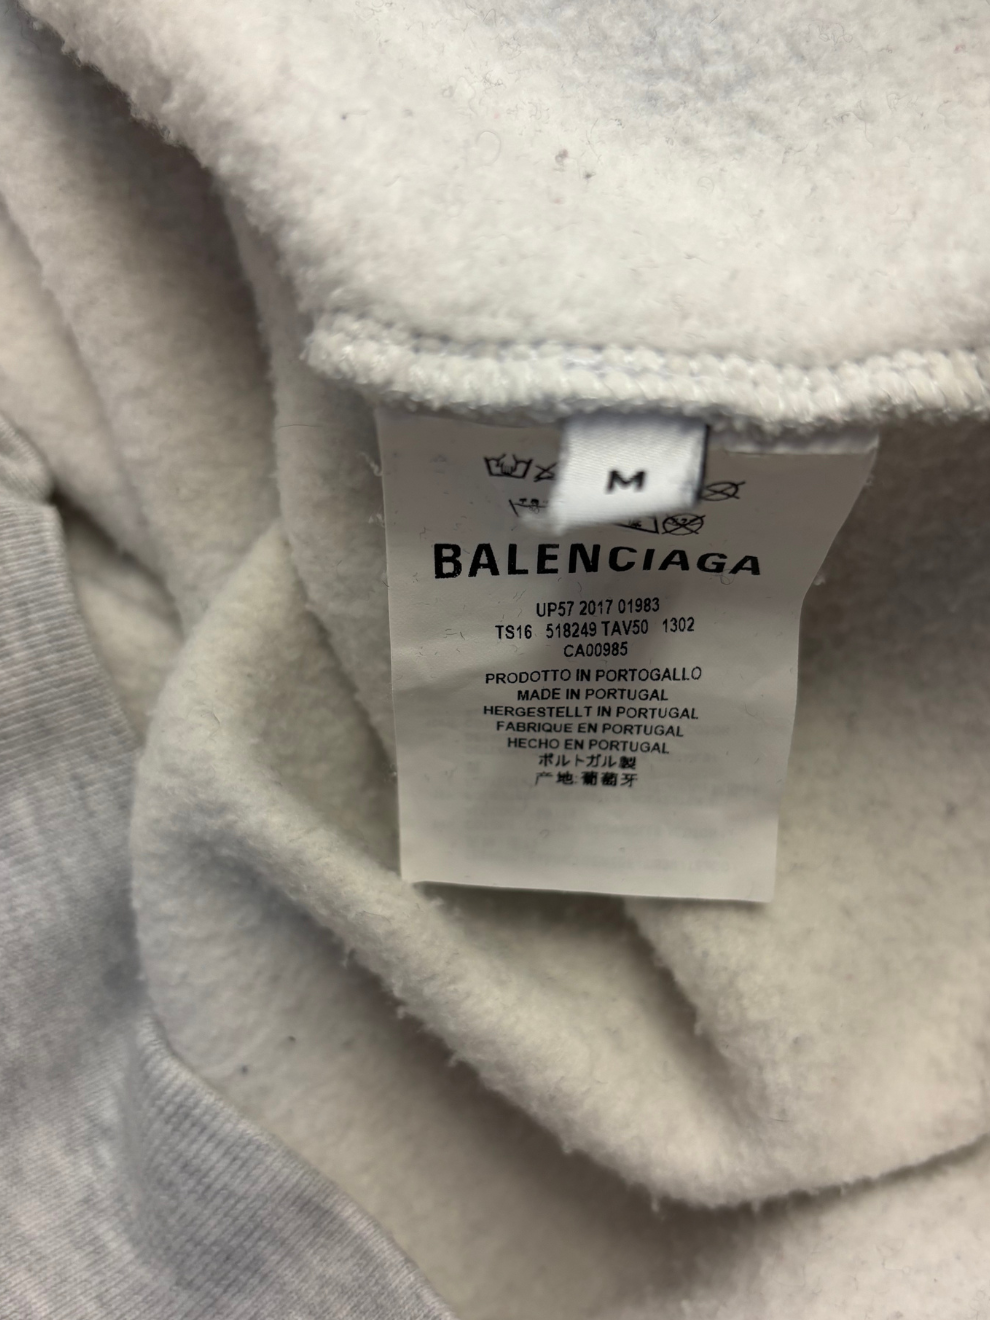 M
BALENCIAGA
UP57 2017 01983
TS16 518249 TAV50 1302
CA00985
PRODOTTO IN PORTOGALLO
MADE IN PORTUGAL
HERGESTELLT IN PORTUGAL
FABRIQUE EN PORTUGAL
HECHO EN PORTUGAL
ポルトガル製
产地:葡萄牙